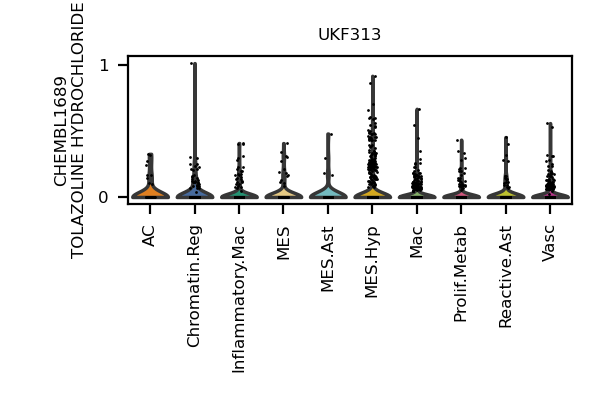 UKF313
CHEMBL1689
TOLAZOLINE HYDROCHLORIDE
1
0
AC
Chromatin.Reg
Inflammatory.Mac
MES
MES.Ast
MES.Hyp
Mac
Prolif.Metab
Reactive.Ast
Vasc